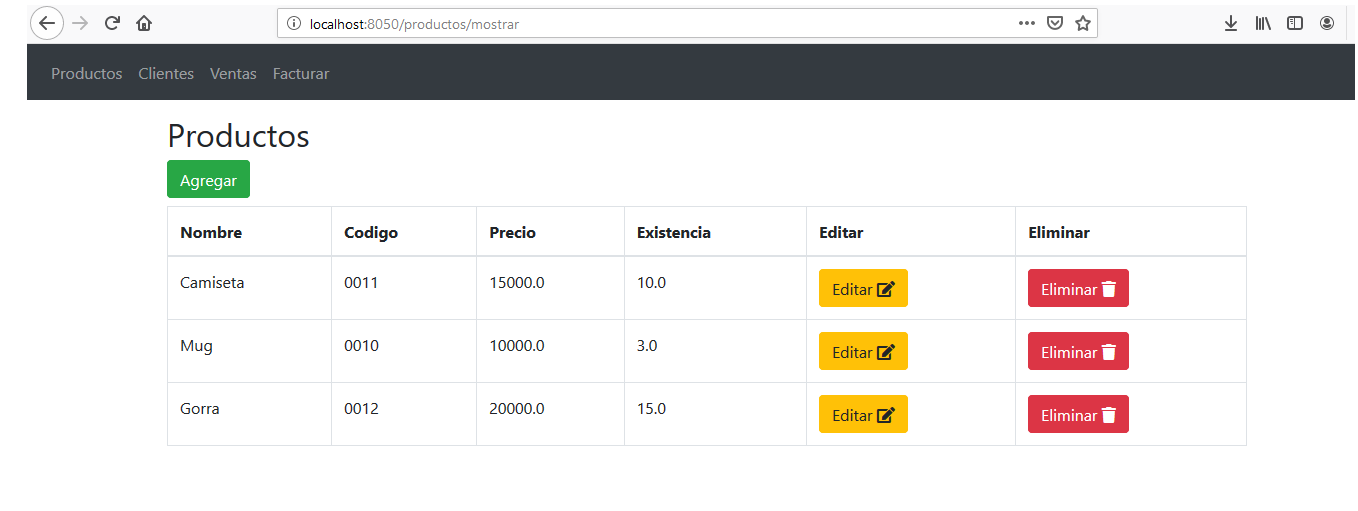 localhost:8050/productos/mostrar
Productos Clientes Ventas Facturar
Productos
Agregar
Nombre Codigo Precio Existencia Editar Eliminar
Camiseta 0011 15000.0 10.0 Editar Eliminar
Mug 0010 10000.0 3.0 Editar Eliminar
Gorra 0012 20000.0 15.0 Editar Eliminar